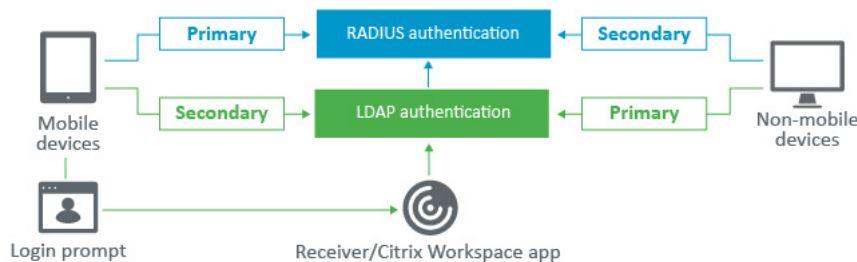 Primary
RADIUS authentication
Secondary
Secondary
LDAP authentication
Primary
Mobile
devices
Non-mobile
devices
Login prompt
Receiver/Citrix Workspace app